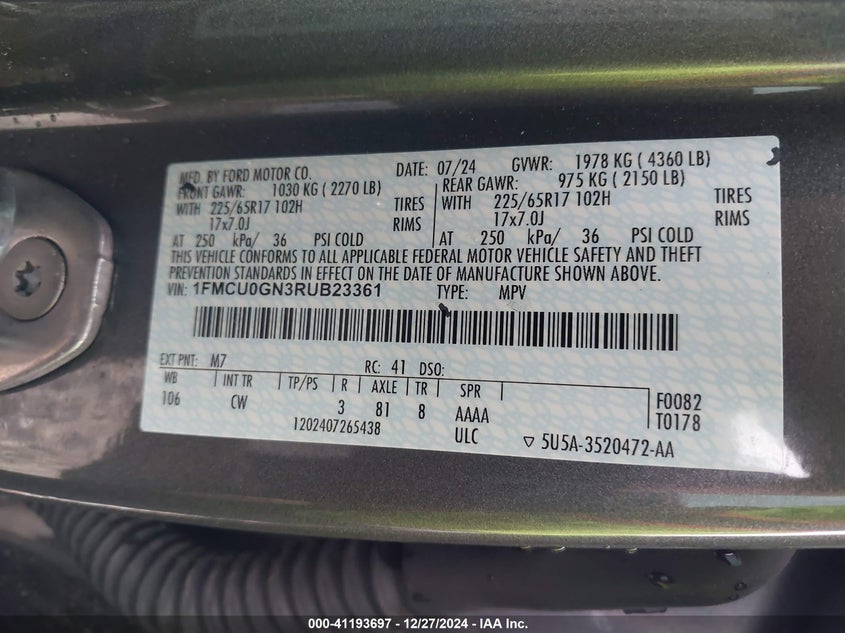 MFD. BY FORD MOTOR CO. DATE: 07/24 GVWR: 1978 KG ( 4360 LB)
FRONT GAWR: 1030 KG ( 2270 LB) REAR GAWR: 975 KG ( 2150 LB)
WITH 225/65R17 102H TIRES WITH 225/65R17 102H TIRES
17x7.0J RIMS 17x7.0J RIMS
AT 250 kPa/ 36 PSI COLD AT 250 kPa/ 36 PSI COLD
THIS VEHICLE CONFORMS TO ALL APPLICABLE FEDERAL MOTOR VEHICLE SAFETY AND THEFT
PREVENTION STANDARDS IN EFFECT ON THE DATE OF MANUFACTURE SHOWN ABOVE.
VIN: 1FMCU0GN3RUB23361 TYPE: MPV
EXT PNT: M7 RC: 41 DSO:
WB INT TR TP/PS R AXLE TR SPR F0082
106 CW 3 81 8 AAAA T0178
1202407265438 ULC ▽ 5U5A-3520472-AA
000-41193697 - 12/27/2024 - IAA Inc.